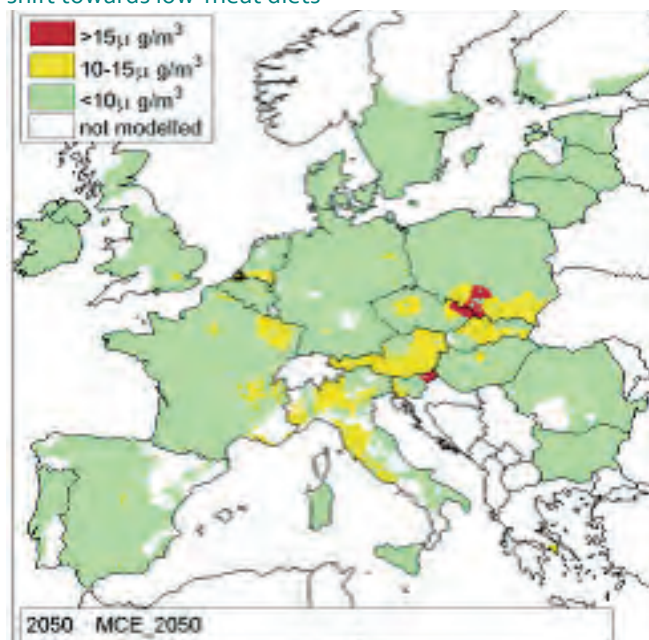 shift towards low-meat diets
>15µ g/m³
10-15µ g/m³
<10µ g/m³
not modelled
2050 MCE_2050